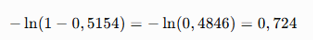 − ln(1 − 0,5154) = − ln(0,4846) = 0,724